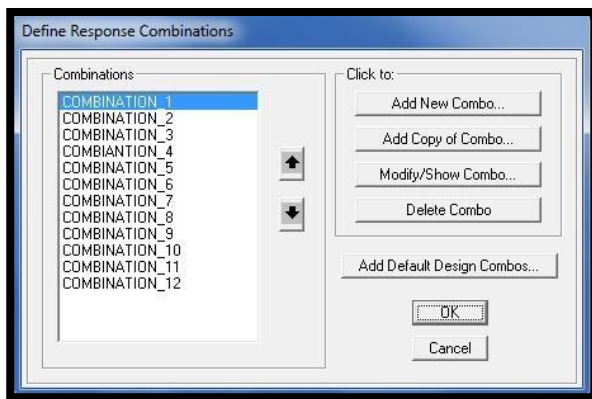 Define Response Combinations
Combinations
COMBINATION_1
COMBINATION_2
COMBINATION_3
COMBIANTION_4
COMBINATION_5
COMBINATION_6
COMBINATION_7
COMBINATION_8
COMBINATION_9
COMBINATION_10
COMBINATION_11
COMBINATION_12
Click to:
Add New Combo...
Add Copy of Combo...
Modify/Show Combo...
Delete Combo
Add Default Design Combos...
OK
Cancel